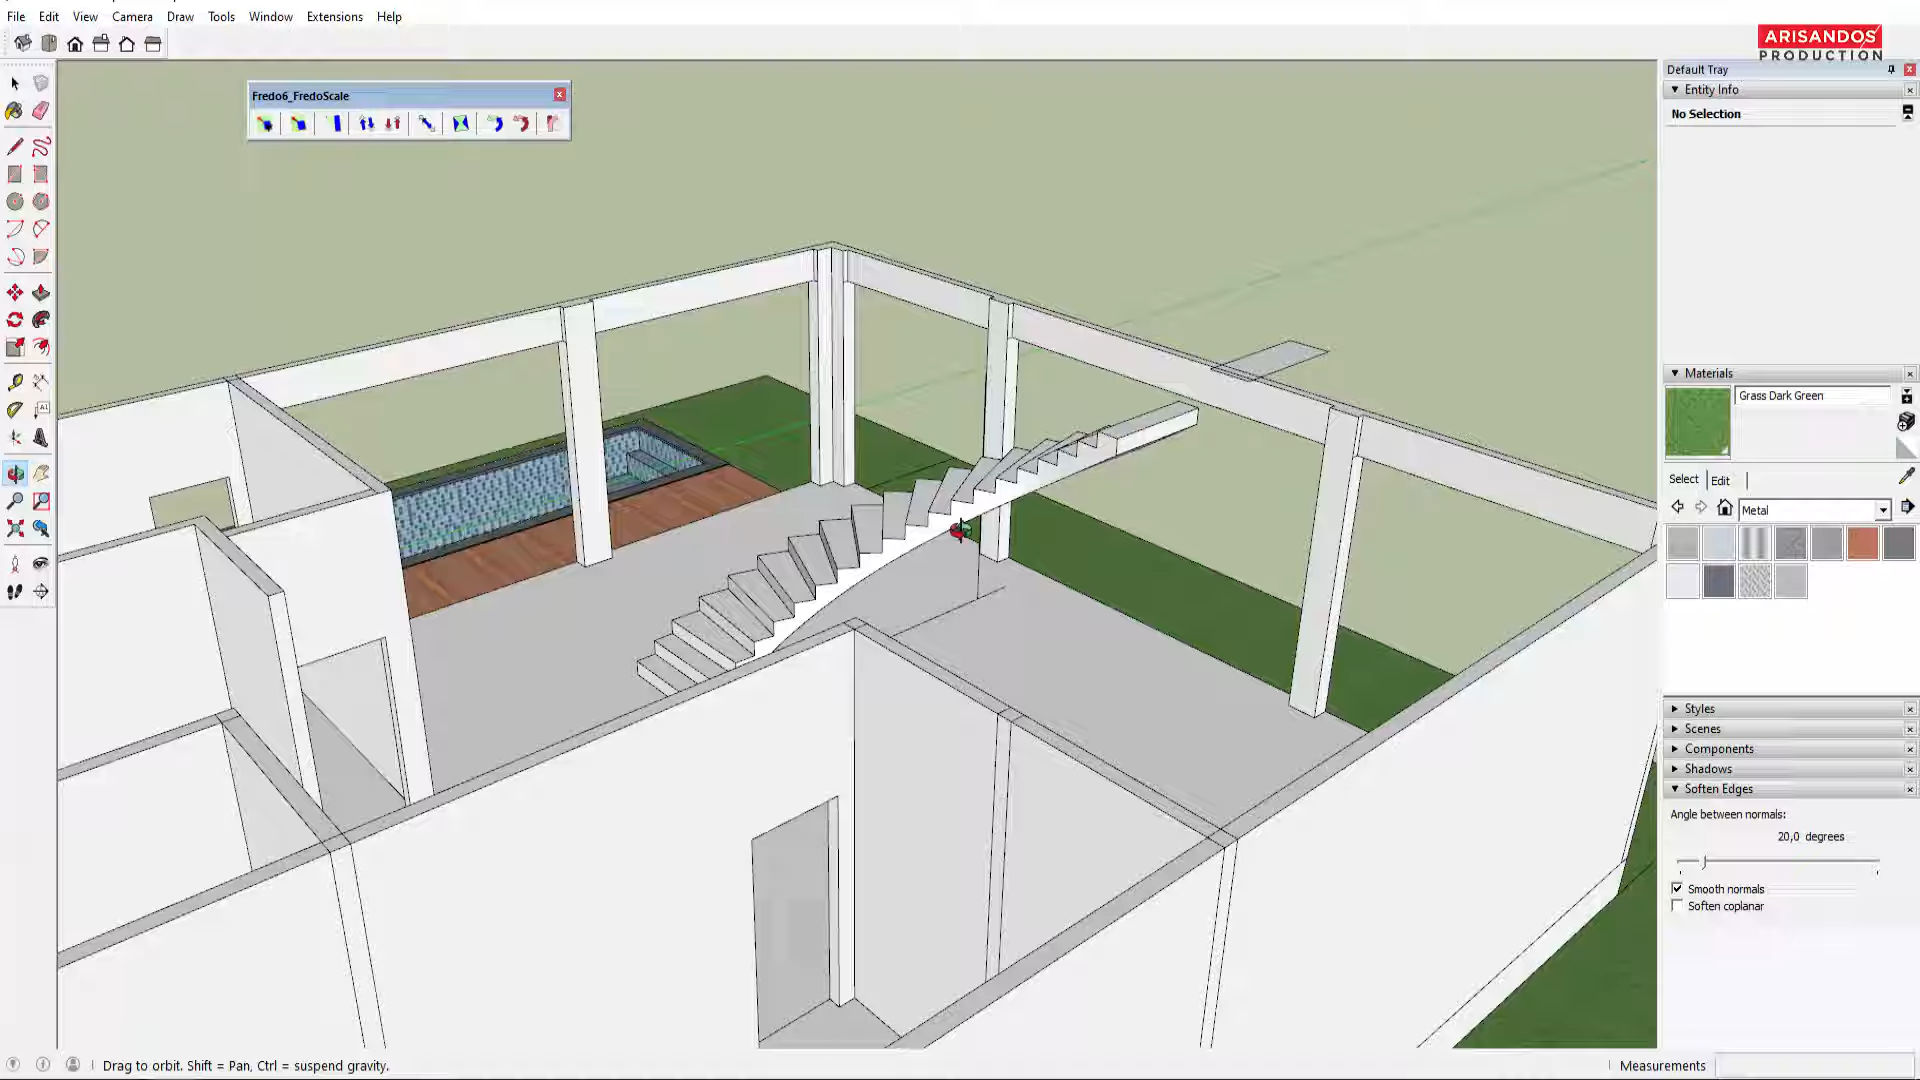 File Edit View Camera Draw Tools Window Extensions Help
ARISANDOS
PRODUCTION
Fredo6_FredoScale
Default Tray
Entity Info
No Selection
Materials
Grass Dark Green
Select Edit
Metal
Styles
Scenes
Components
Shadows
Soften Edges
Angle between normals:
20,0 degrees
Smooth normals
Soften coplanar
Drag to orbit. Shift = Pan, Ctrl = suspend gravity.
Measurements